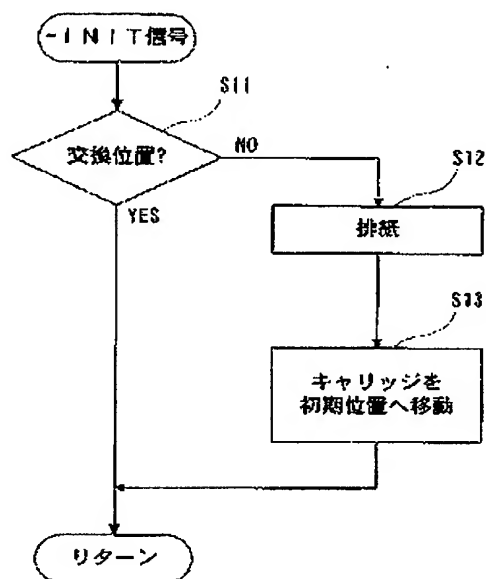 ~INIT信号
S11
交換位置?
NO
YES
S12
排紙
S13
キャリッジを
初期位置へ移動
リターン